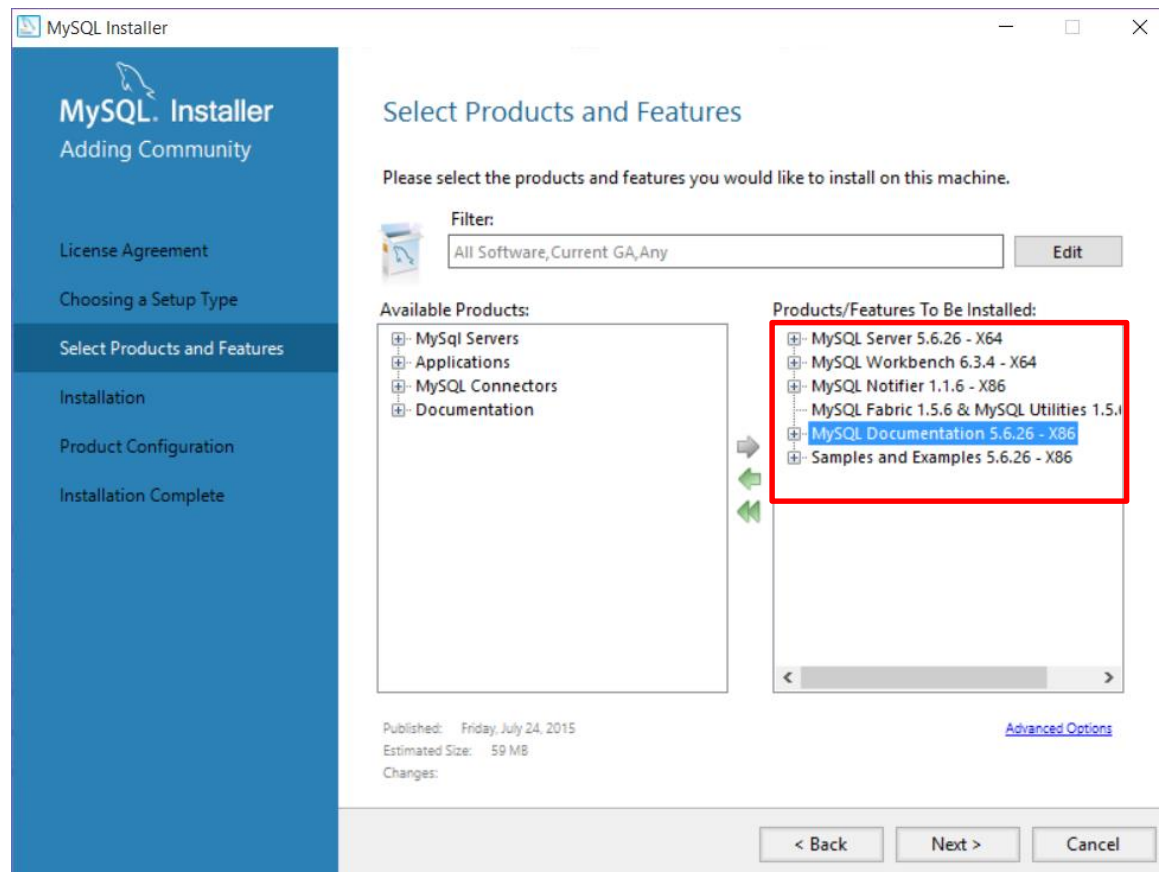 MySQL Installer
MySQL. Installer
Adding Community
License Agreement
Choosing a Setup Type
Select Products and Features
Installation
Product Configuration
Installation Complete
Select Products and Features
Please select the products and features you would like to install on this machine.
Filter:
All Software,Current GA,Any
Edit
Available Products:
MySql Servers
Applications
MySQL Connectors
Documentation
Products/Features To Be Installed:
MySQL Server 5.6.26 - X64
MySQL Workbench 6.3.4 - X64
MySQL Notifier 1.1.6 - X86
MySQL Fabric 1.5.6 & MySQL Utilities 1.5.
MySQL Documentation 5.6.26 - X86
Samples and Examples 5.6.26 - X86
Published: Friday, July 24, 2015
Estimated Size: 59 MB
Changes:
Advanced Options
< Back
Next >
Cancel